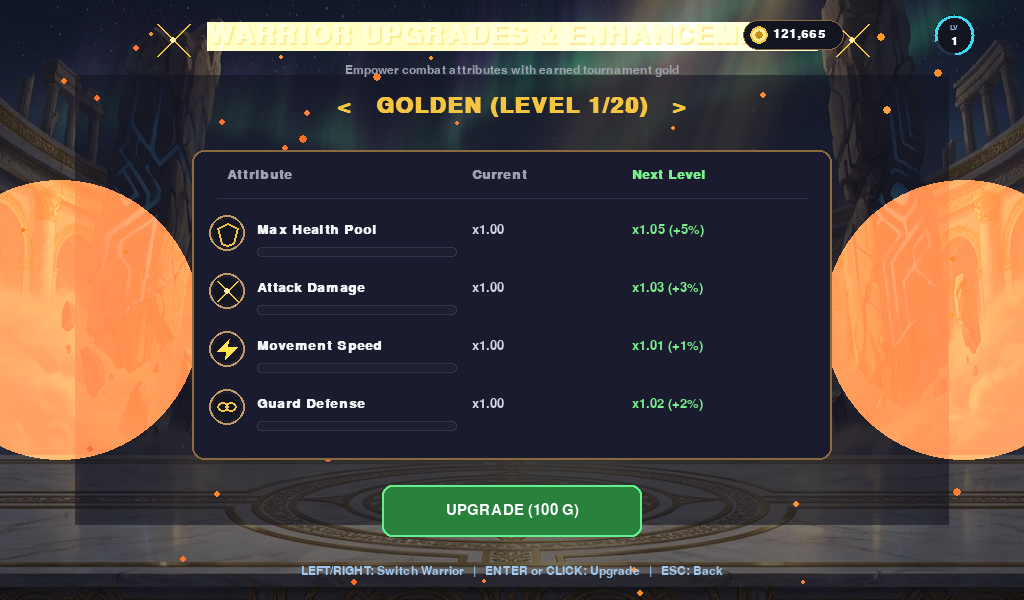 WARRIOR UPGRADES & ENHANCEM
121,665
LV
1
Empower combat attributes with earned tournament gold
< GOLDEN (LEVEL 1/20) >
Attribute Current Next Level
Max Health Pool x1.00 x1.05 (+5%)
Attack Damage x1.00 x1.03 (+3%)
Movement Speed x1.00 x1.01 (+1%)
Guard Defense x1.00 x1.02 (+2%)
UPGRADE (100 G)
LEFT/RIGHT: Switch Warrior | ENTER or CLICK: Upgrade | ESC: Back